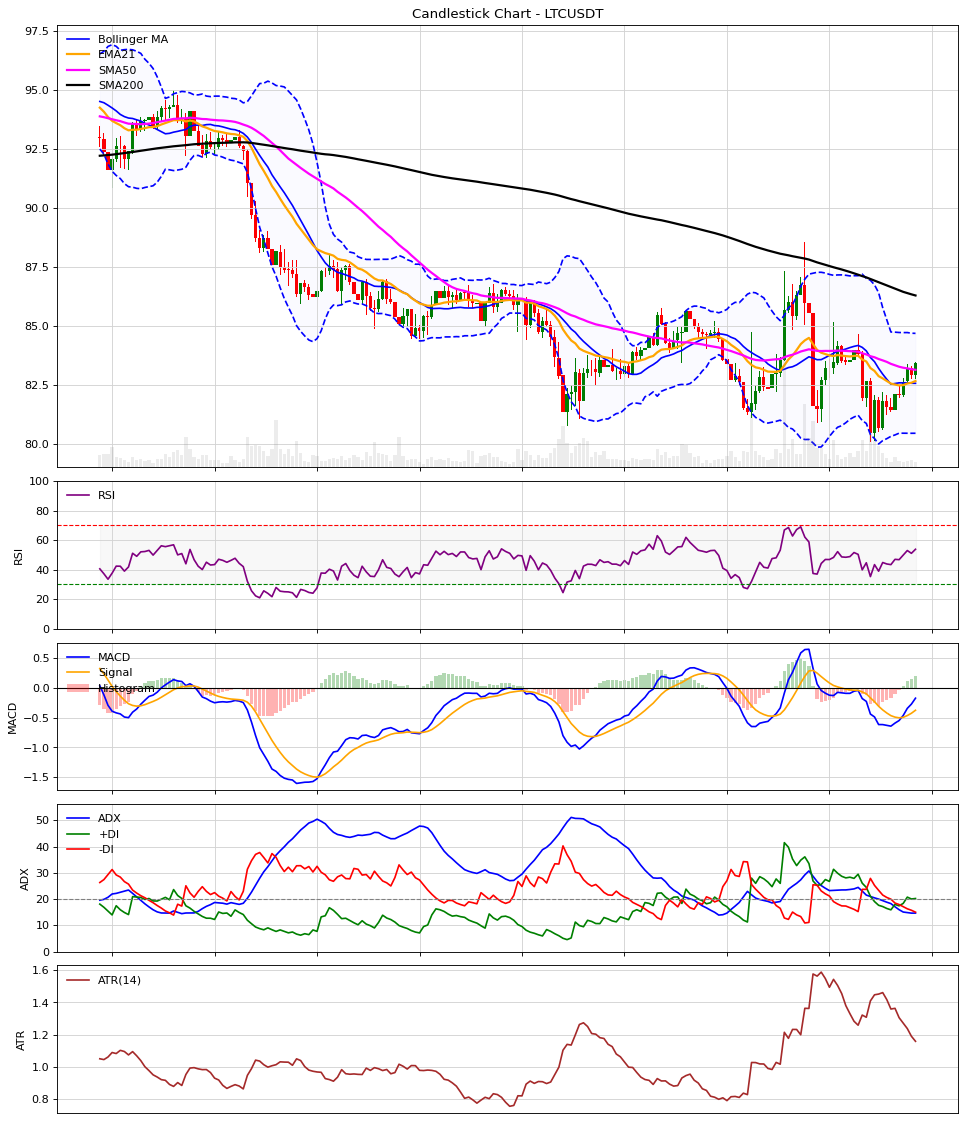 Candlestick Chart - LTCUSDT
97.5
95.0
92.5
90.0
87.5
85.0
82.5
80.0
Bollinger MA
EMA21
SMA50
SMA200
100
80
60
40
20
0
RSI
RSI
0.5
0.0
−0.5
−1.0
−1.5
MACD
MACD
Signal
Histogram
50
40
30
20
10
0
ADX
ADX
+DI
-DI
1.6
1.4
1.2
1.0
0.8
ATR
ATR(14)